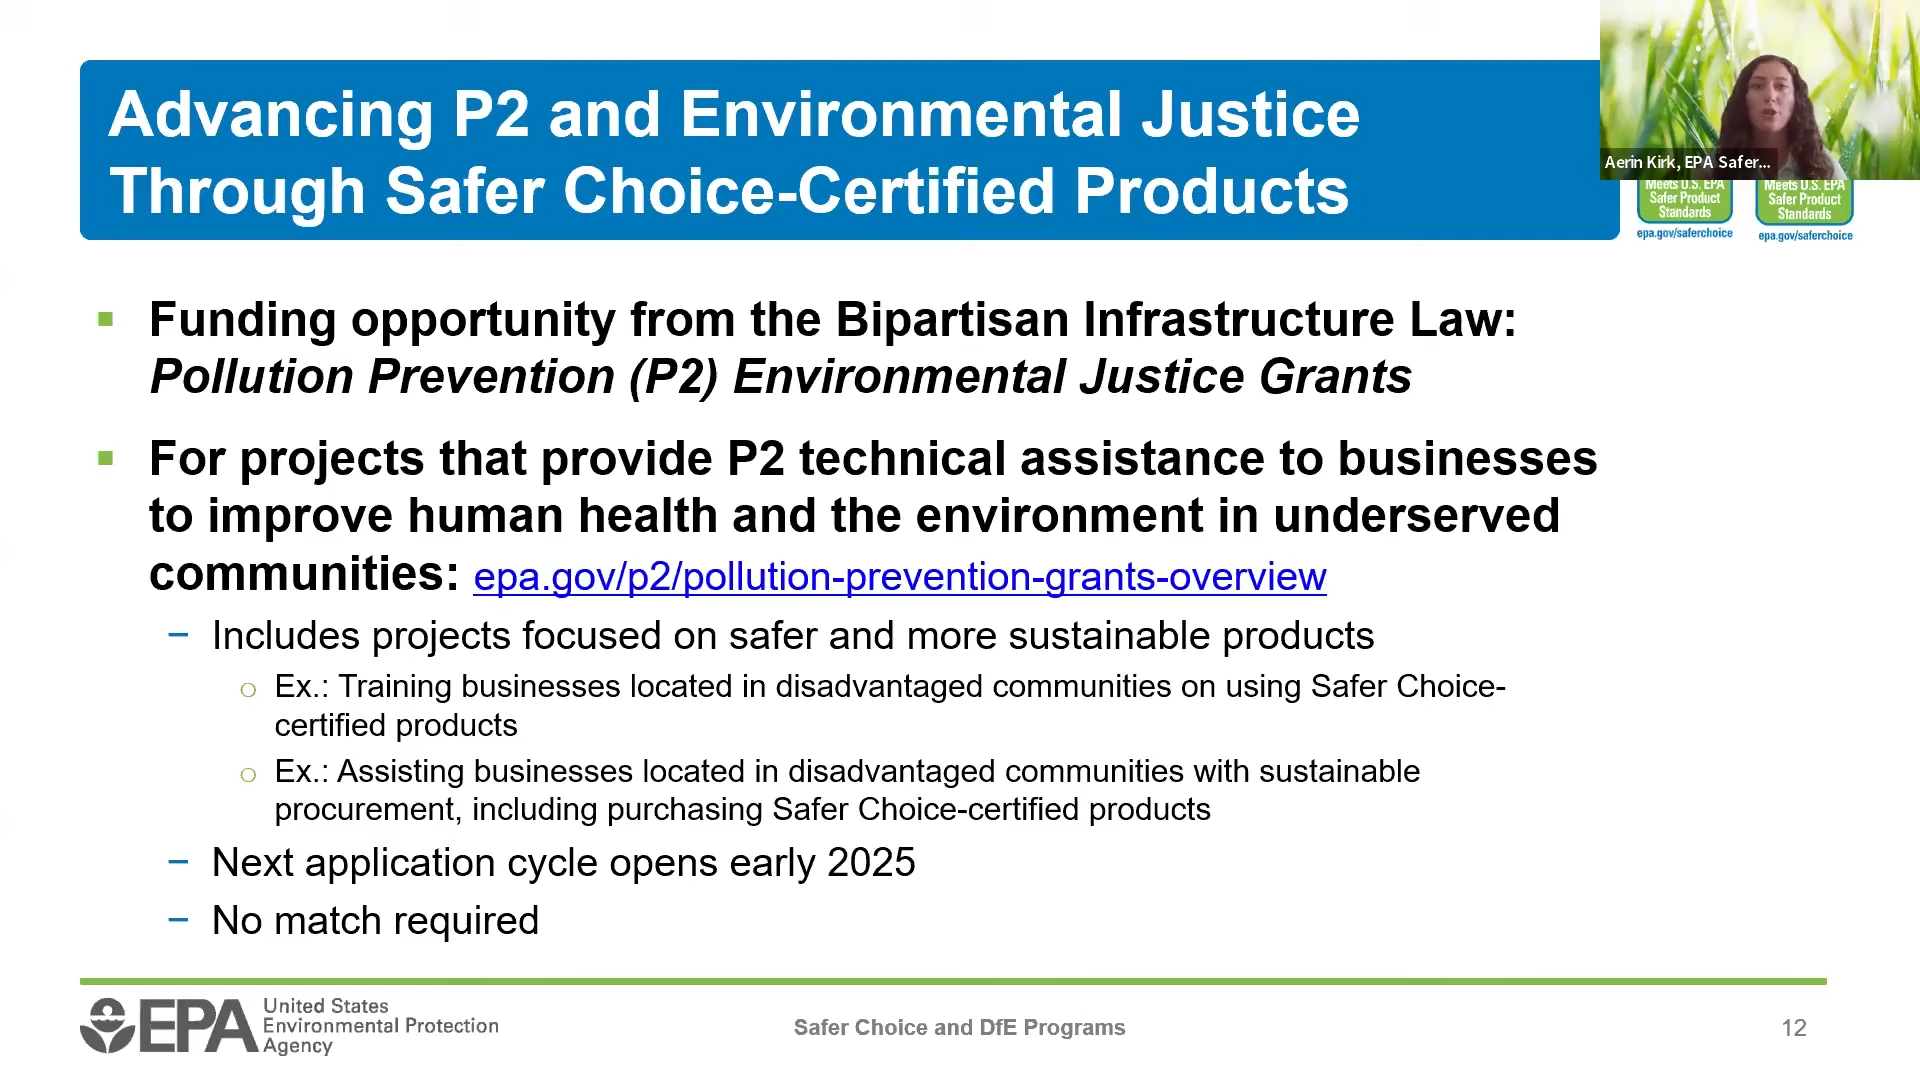 Advancing P2 and Environmental Justice
Through Safer Choice-Certified Products
Aerin Kirk, EPA Safer...
Meets U.S. EPA
Safer Product
Standards
epa.gov/saferchoice
Meets U.S. EPA
Safer Product
Standards
epa.gov/saferchoice
▪ Funding opportunity from the Bipartisan Infrastructure Law:
Pollution Prevention (P2) Environmental Justice Grants
▪ For projects that provide P2 technical assistance to businesses
to improve human health and the environment in underserved
communities: epa.gov/p2/pollution-prevention-grants-overview
− Includes projects focused on safer and more sustainable products
o Ex.: Training businesses located in disadvantaged communities on using Safer Choice-
certified products
o Ex.: Assisting businesses located in disadvantaged communities with sustainable
procurement, including purchasing Safer Choice-certified products
− Next application cycle opens early 2025
− No match required
EPA
United States
Environmental Protection
Agency
Safer Choice and DfE Programs
12